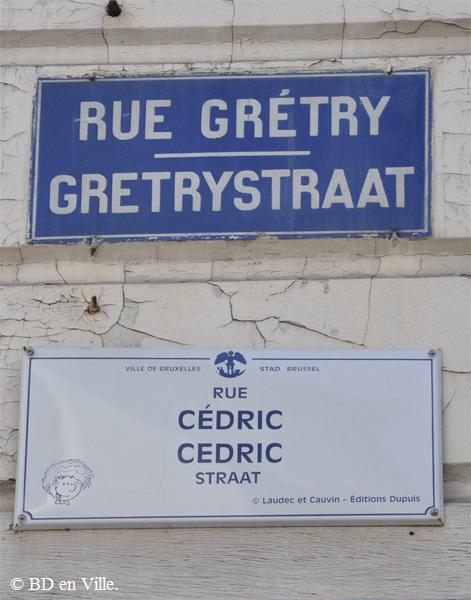 RUE GRÉTRY
GRETRYSTRAAT
VILLE DE BRUXELLES STAD BRUSSEL
RUE
CÉDRIC
CEDRIC
STRAAT
© Laudec et Cauvin – Éditions Dupuis
© BD en Ville.